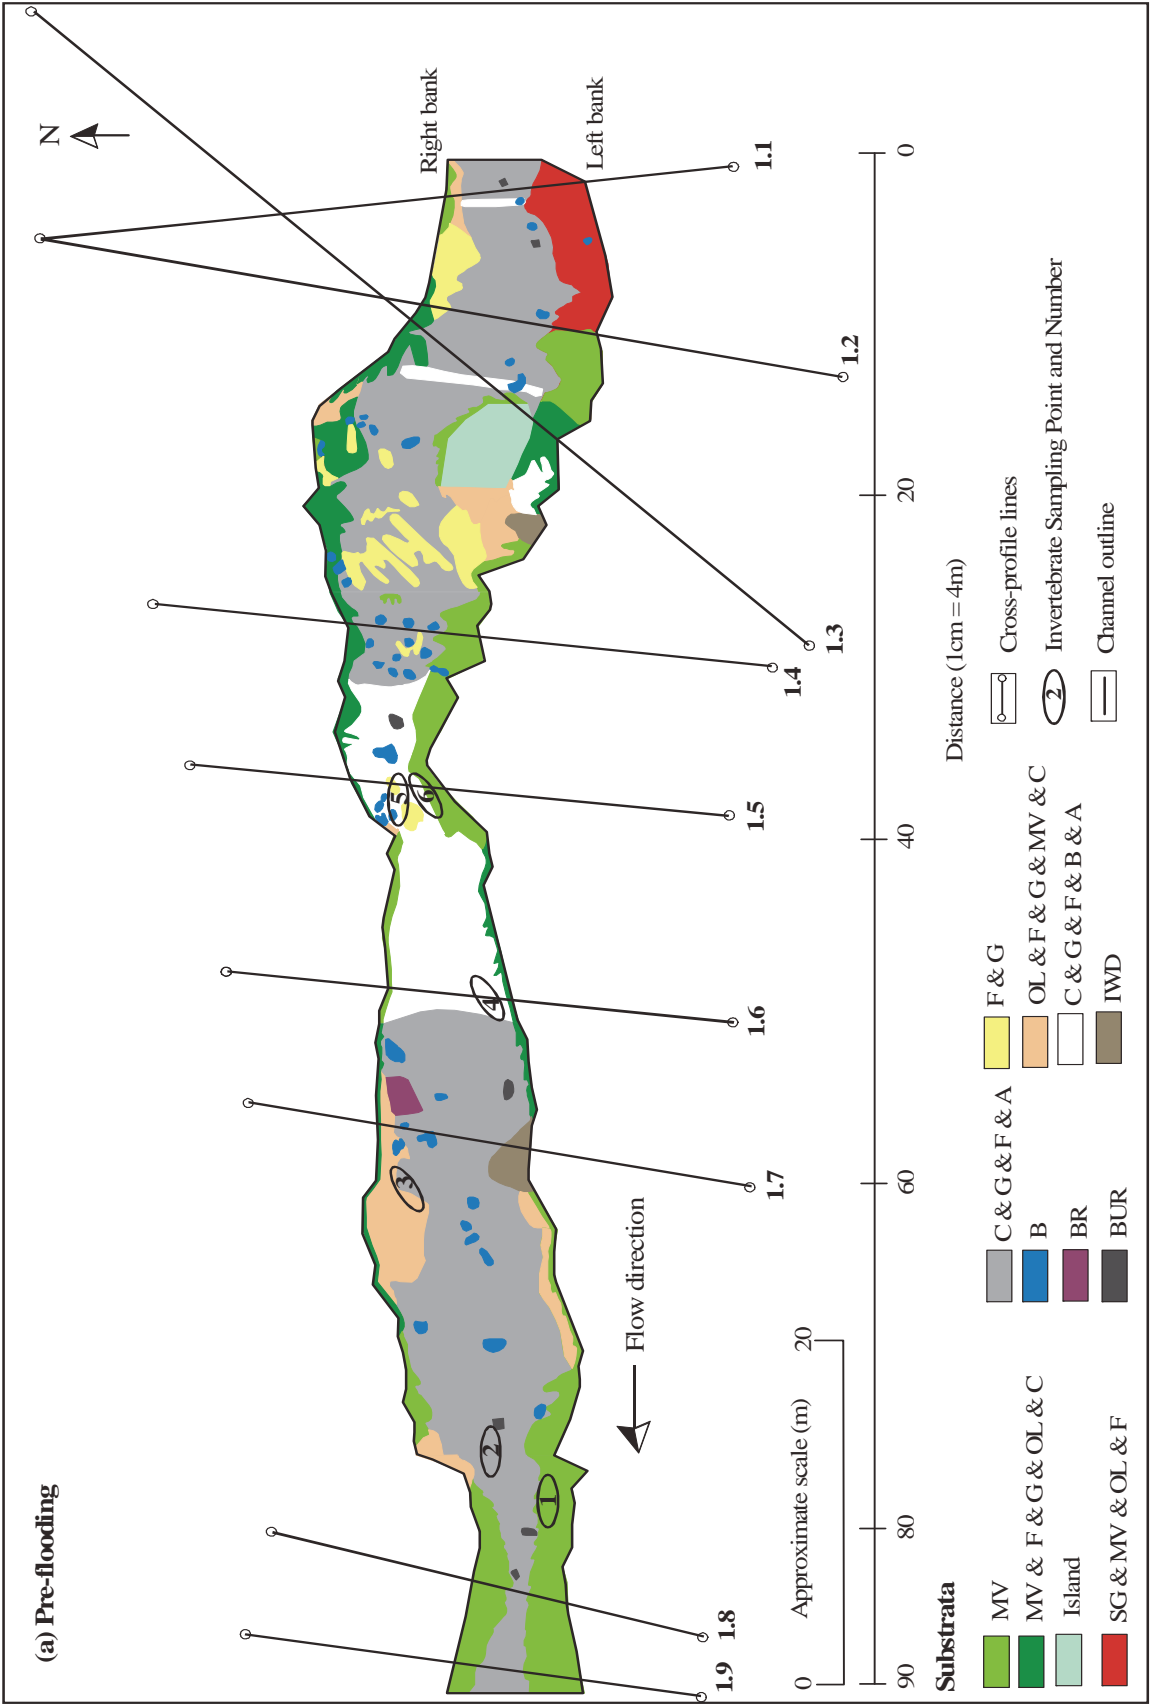 (a) Pre-flooding
N
Right bank
Left bank
1.9
1.8
1.7
1.6
1.5
1.4
1.3
1.2
1.1
1
2
3
4
5
6
Flow direction
Approximate scale (m)
0
20
90
80
60
40
20
0
Distance (1cm = 4m)
Substrata
MV
MV & F & G & OL & C
Island
SG & MV & OL & F
C & G & F & A
B
BR
BUR
F & G
OL & F & G & MV & C
C & G & F & B & A
IWD
Cross-profile lines
2
Invertebrate Sampling Point and Number
Channel outline